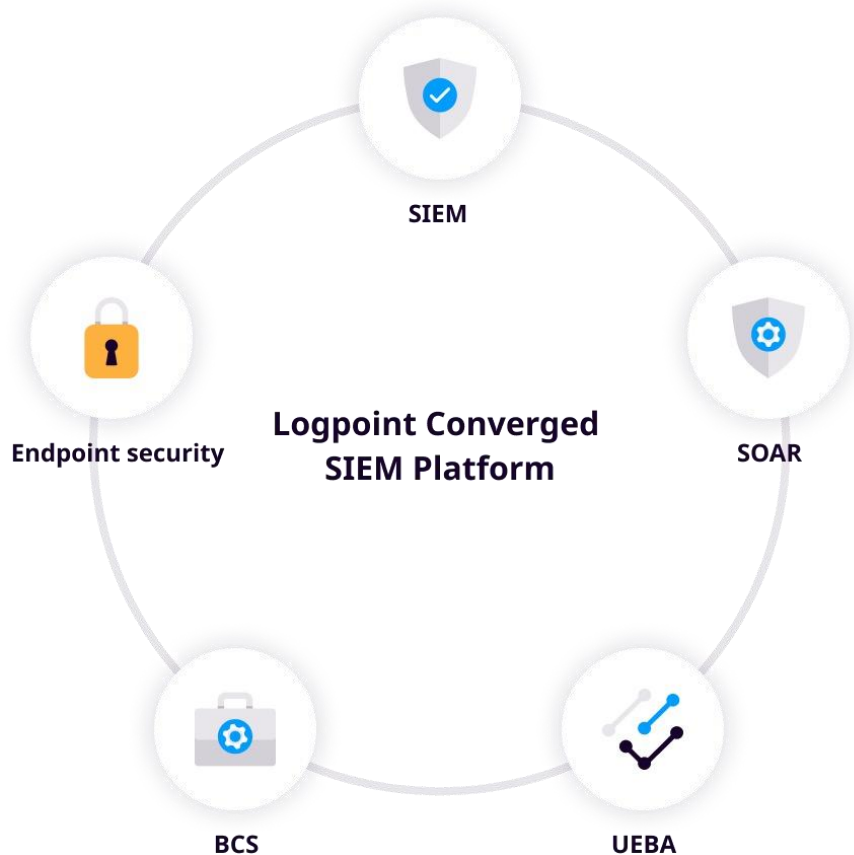 SIEM
Endpoint security
SOAR
Logpoint Converged
SIEM Platform
BCS
UEBA